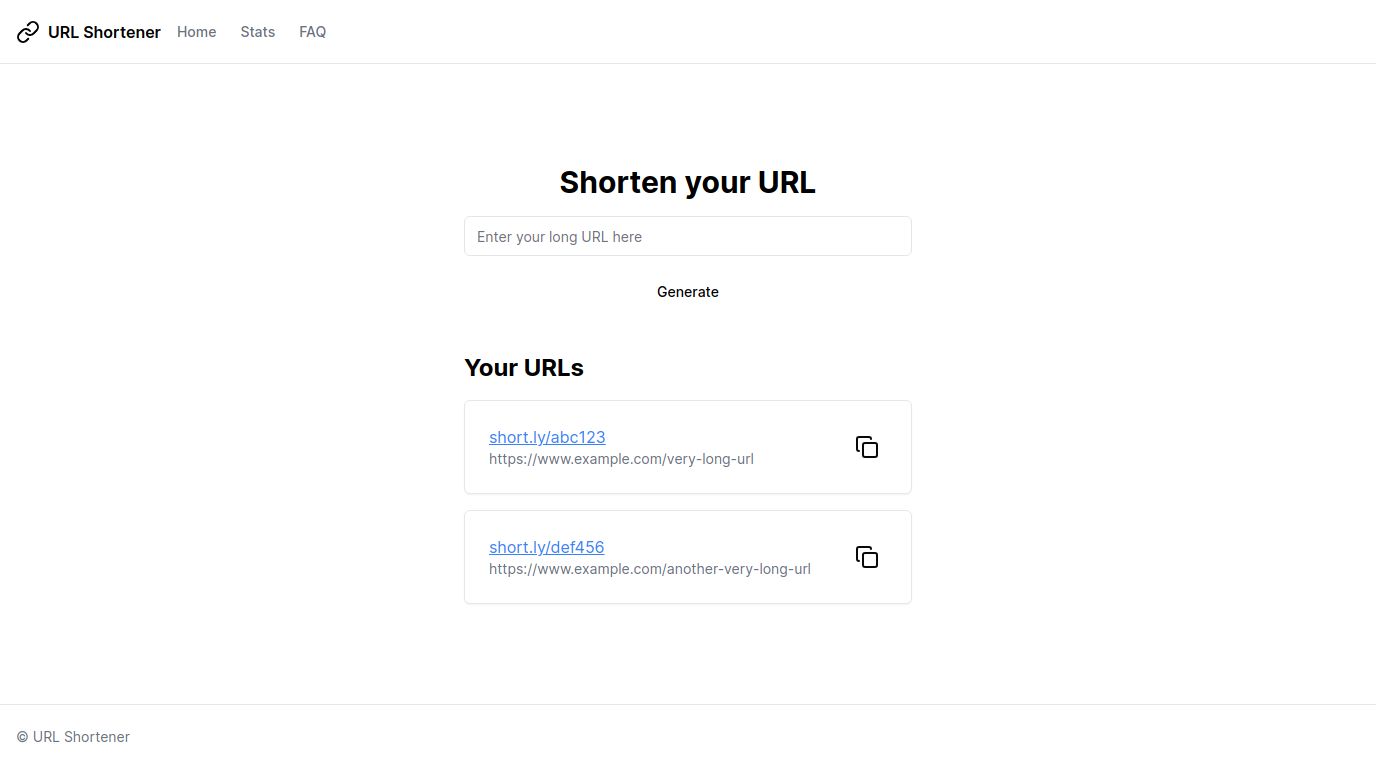 URL Shortener Home Stats FAQ
Shorten your URL
Enter your long URL here
Generate
Your URLs
short.ly/abc123
https://www.example.com/very-long-url
short.ly/def456
https://www.example.com/another-very-long-url
© URL Shortener